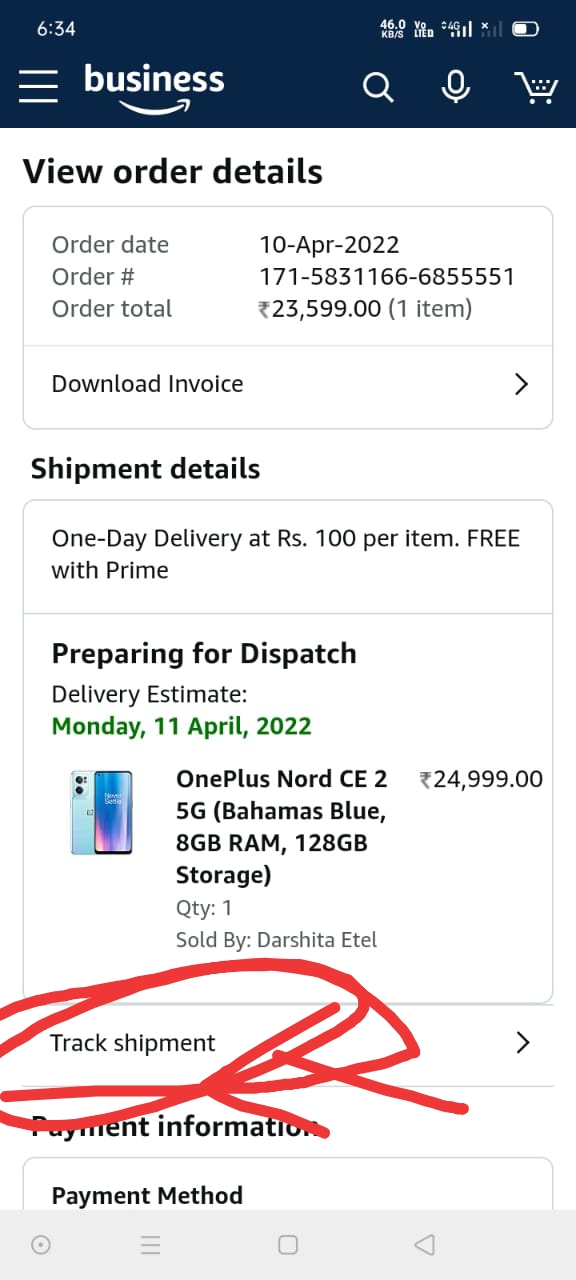 6:34
46.0 KB/S
Vo LTED 4G
business
View order details
Order date 10-Apr-2022
Order # 171-5831166-6855551
Order total ₹23,599.00 (1 item)
Download Invoice
Shipment details
One-Day Delivery at Rs. 100 per item. FREE
with Prime
Preparing for Dispatch
Delivery Estimate:
Monday, 11 April, 2022
OnePlus Nord CE 2 ₹24,999.00
5G (Bahamas Blue,
8GB RAM, 128GB
Storage)
Qty: 1
Sold By: Darshita Etel
Never
Settle
Track shipment
Payment information
Payment Method